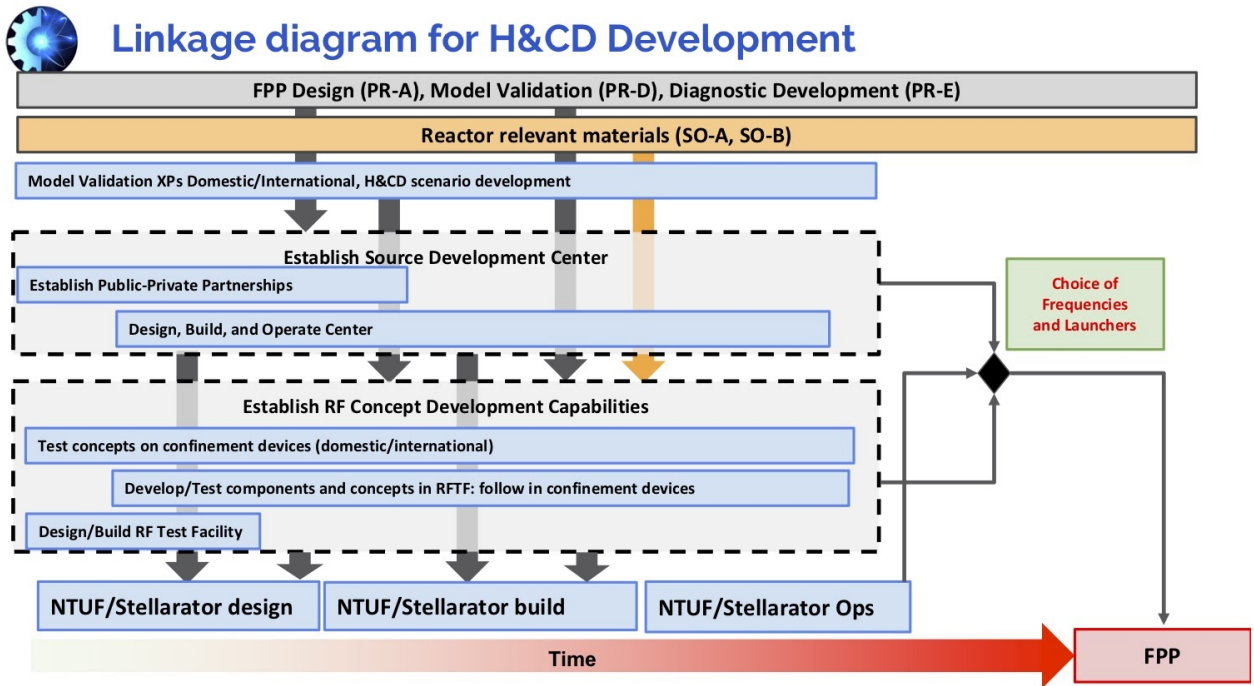 Linkage diagram for H&CD Development
FPP Design (PR-A), Model Validation (PR-D), Diagnostic Development (PR-E)
Reactor relevant materials (SO-A, SO-B)
Model Validation XPs Domestic/International, H&CD scenario development
Establish Source Development Center
Establish Public-Private Partnerships
Design, Build, and Operate Center
Choice of
Frequencies
and Launchers
Establish RF Concept Development Capabilities
Test concepts on confinement devices (domestic/international)
Develop/Test components and concepts in RFTF: follow in confinement devices
Design/Build RF Test Facility
NTUF/Stellarator design
NTUF/Stellarator build
NTUF/Stellarator Ops
Time
FPP